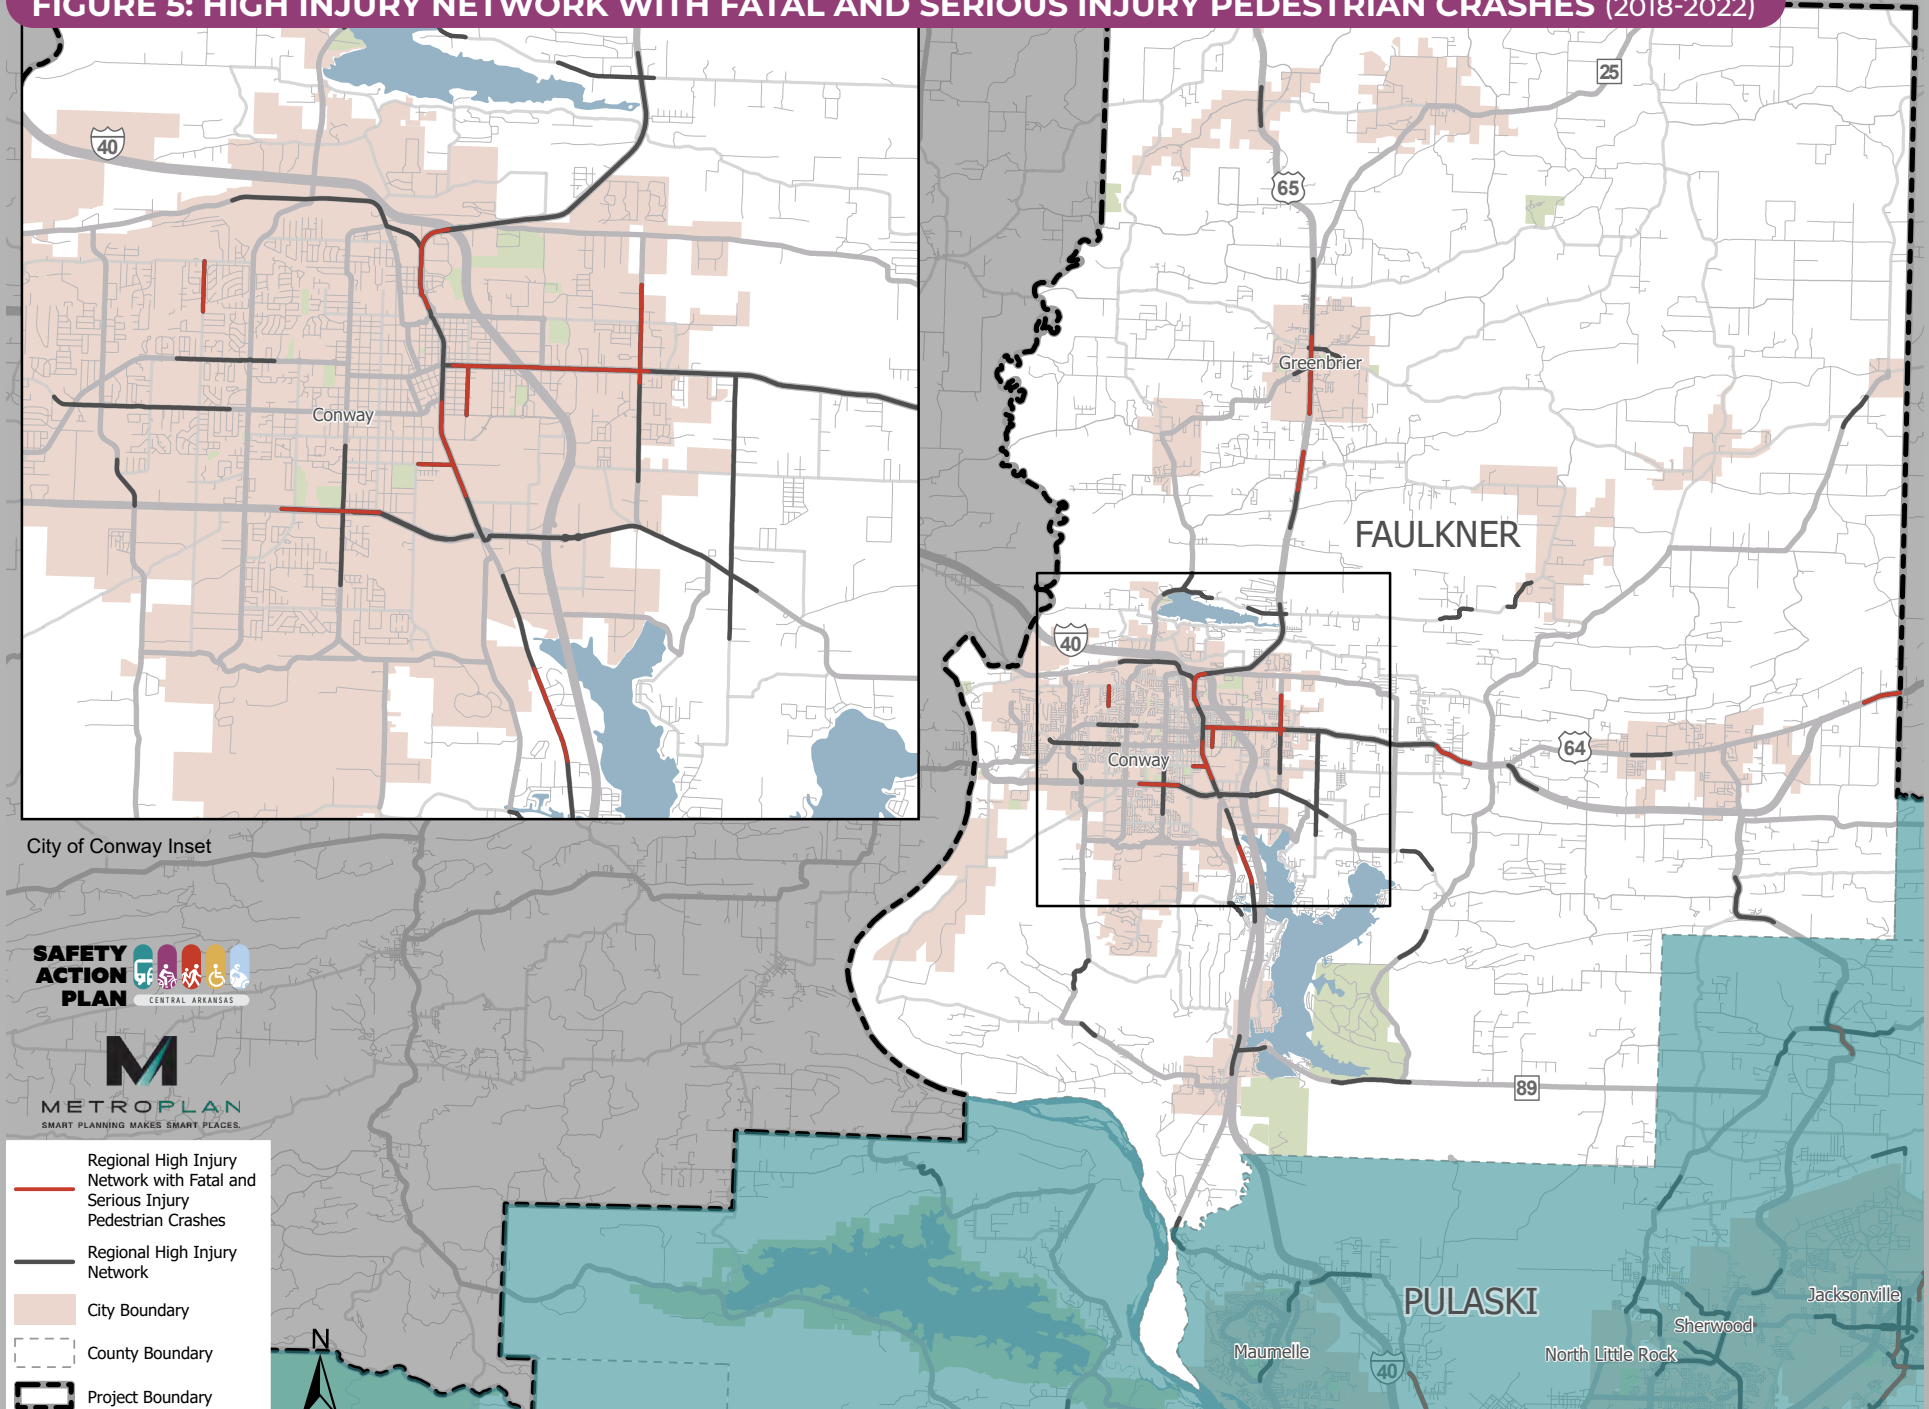 FIGURE 5: HIGH INJURY NETWORK WITH FATAL AND SERIOUS INJURY PEDESTRIAN CRASHES (2018-2022)
25
40
65
Greenbrier
Conway
FAULKNER
40
64
Conway
City of Conway Inset
SAFETY
ACTION
PLAN
CENTRAL ARKANSAS
METROPLAN
SMART PLANNING MAKES SMART PLACES.
89
Regional High Injury
Network with Fatal and
Serious Injury
Pedestrian Crashes
Regional High Injury
Network
City Boundary
County Boundary
Project Boundary
N
PULASKI
Jacksonville
Sherwood
Maumelle
North Little Rock
40